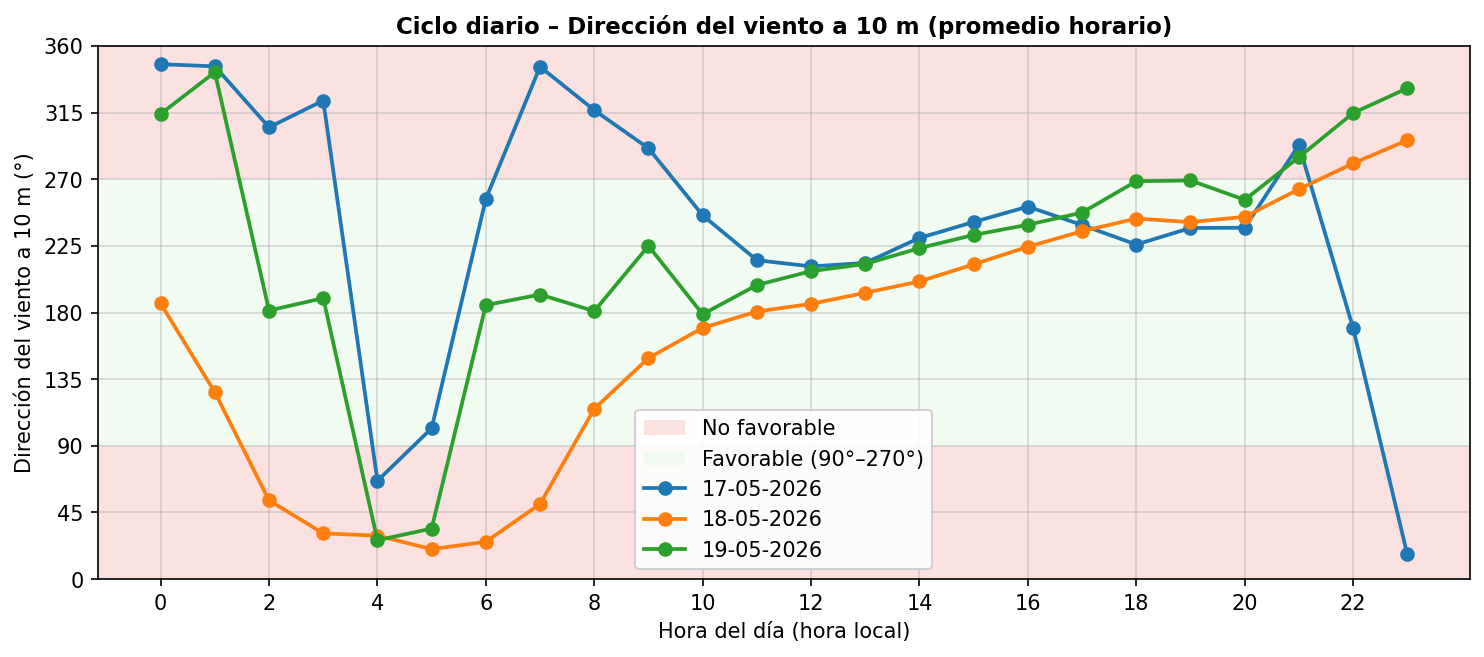 Ciclo diario – Dirección del viento a 10 m (promedio horario)
Dirección del viento a 10 m (°)
360
315
270
225
180
135
90
45
0
No favorable
Favorable (90°–270°)
17-05-2026
18-05-2026
19-05-2026
0 2 4 6 8 10 12 14 16 18 20 22
Hora del día (hora local)